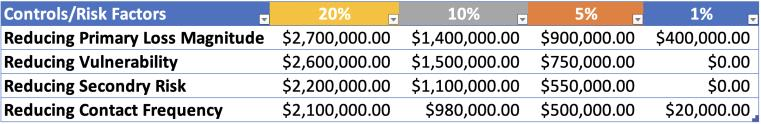 Controls/Risk Factors 20% 10% 5% 1%
Reducing Primary Loss Magnitude $2,700,000.00 $1,400,000.00 $900,000.00 $400,000.00
Reducing Vulnerability $2,600,000.00 $1,500,000.00 $750,000.00 $0.00
Reducing Secondry Risk $2,200,000.00 $1,100,000.00 $550,000.00 $0.00
Reducing Contact Frequency $2,100,000.00 $980,000.00 $500,000.00 $20,000.00